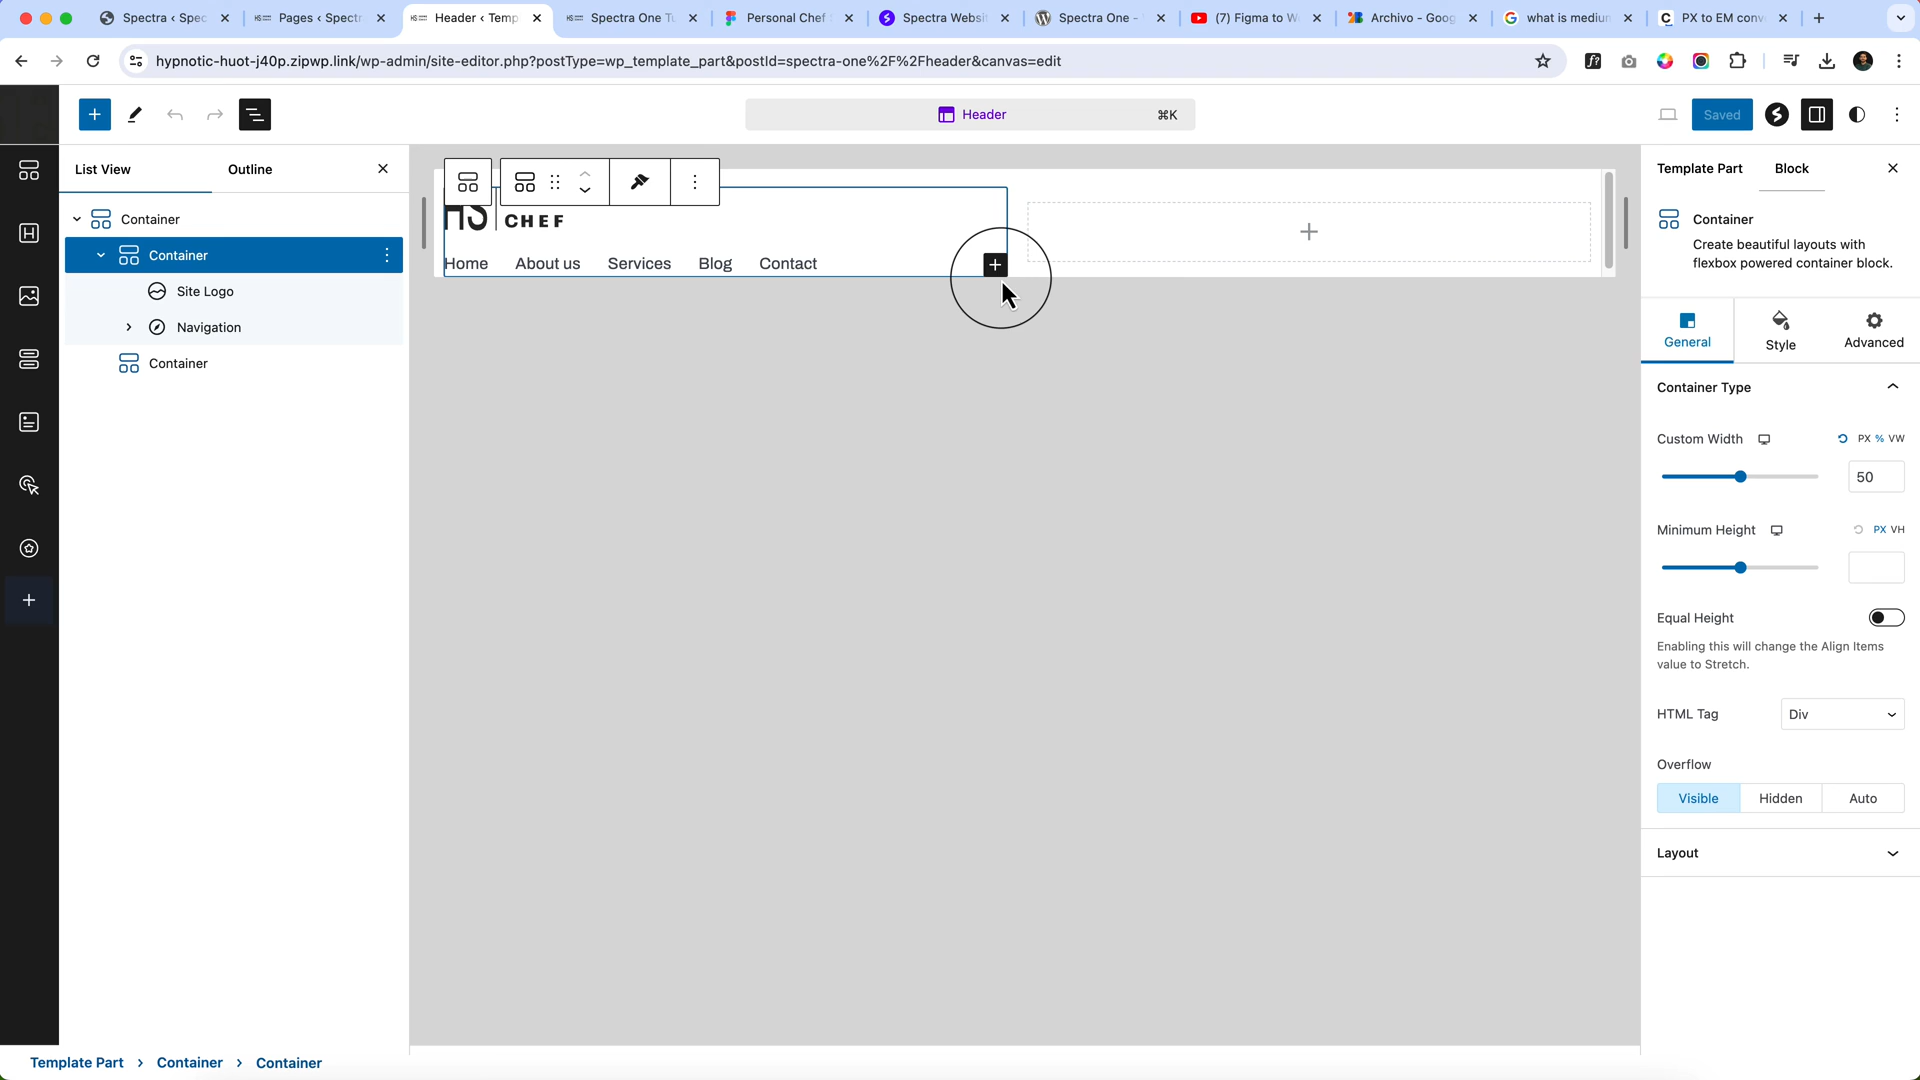 Spectra ‹ Spec
Pages ‹ Spectr
Header ‹ Temp
Spectra One Tu
Personal Chef
Spectra Websi
Spectra One -
(7) Figma to W
Archivo - Goog
what is mediu
PX to EM conv
hypnotic-huot-j40p.zipwp.link/wp-admin/site-editor.php?postType=wp_template_part&postId=spectra-one%2F%2Fheader&canvas=edit
Header
⌘K
Saved
List View
Outline
Container
Container
Site Logo
Navigation
Container
HS CHEF
Home
About us
Services
Blog
Contact
Template Part
Block
Container
Create beautiful layouts with
flexbox powered container block.
General
Style
Advanced
Container Type
Custom Width
PX % VW
50
Minimum Height
PX VH
Equal Height
Enabling this will change the Align Items
value to Stretch.
HTML Tag
Div
Overflow
Visible
Hidden
Auto
Layout
Template Part › Container › Container